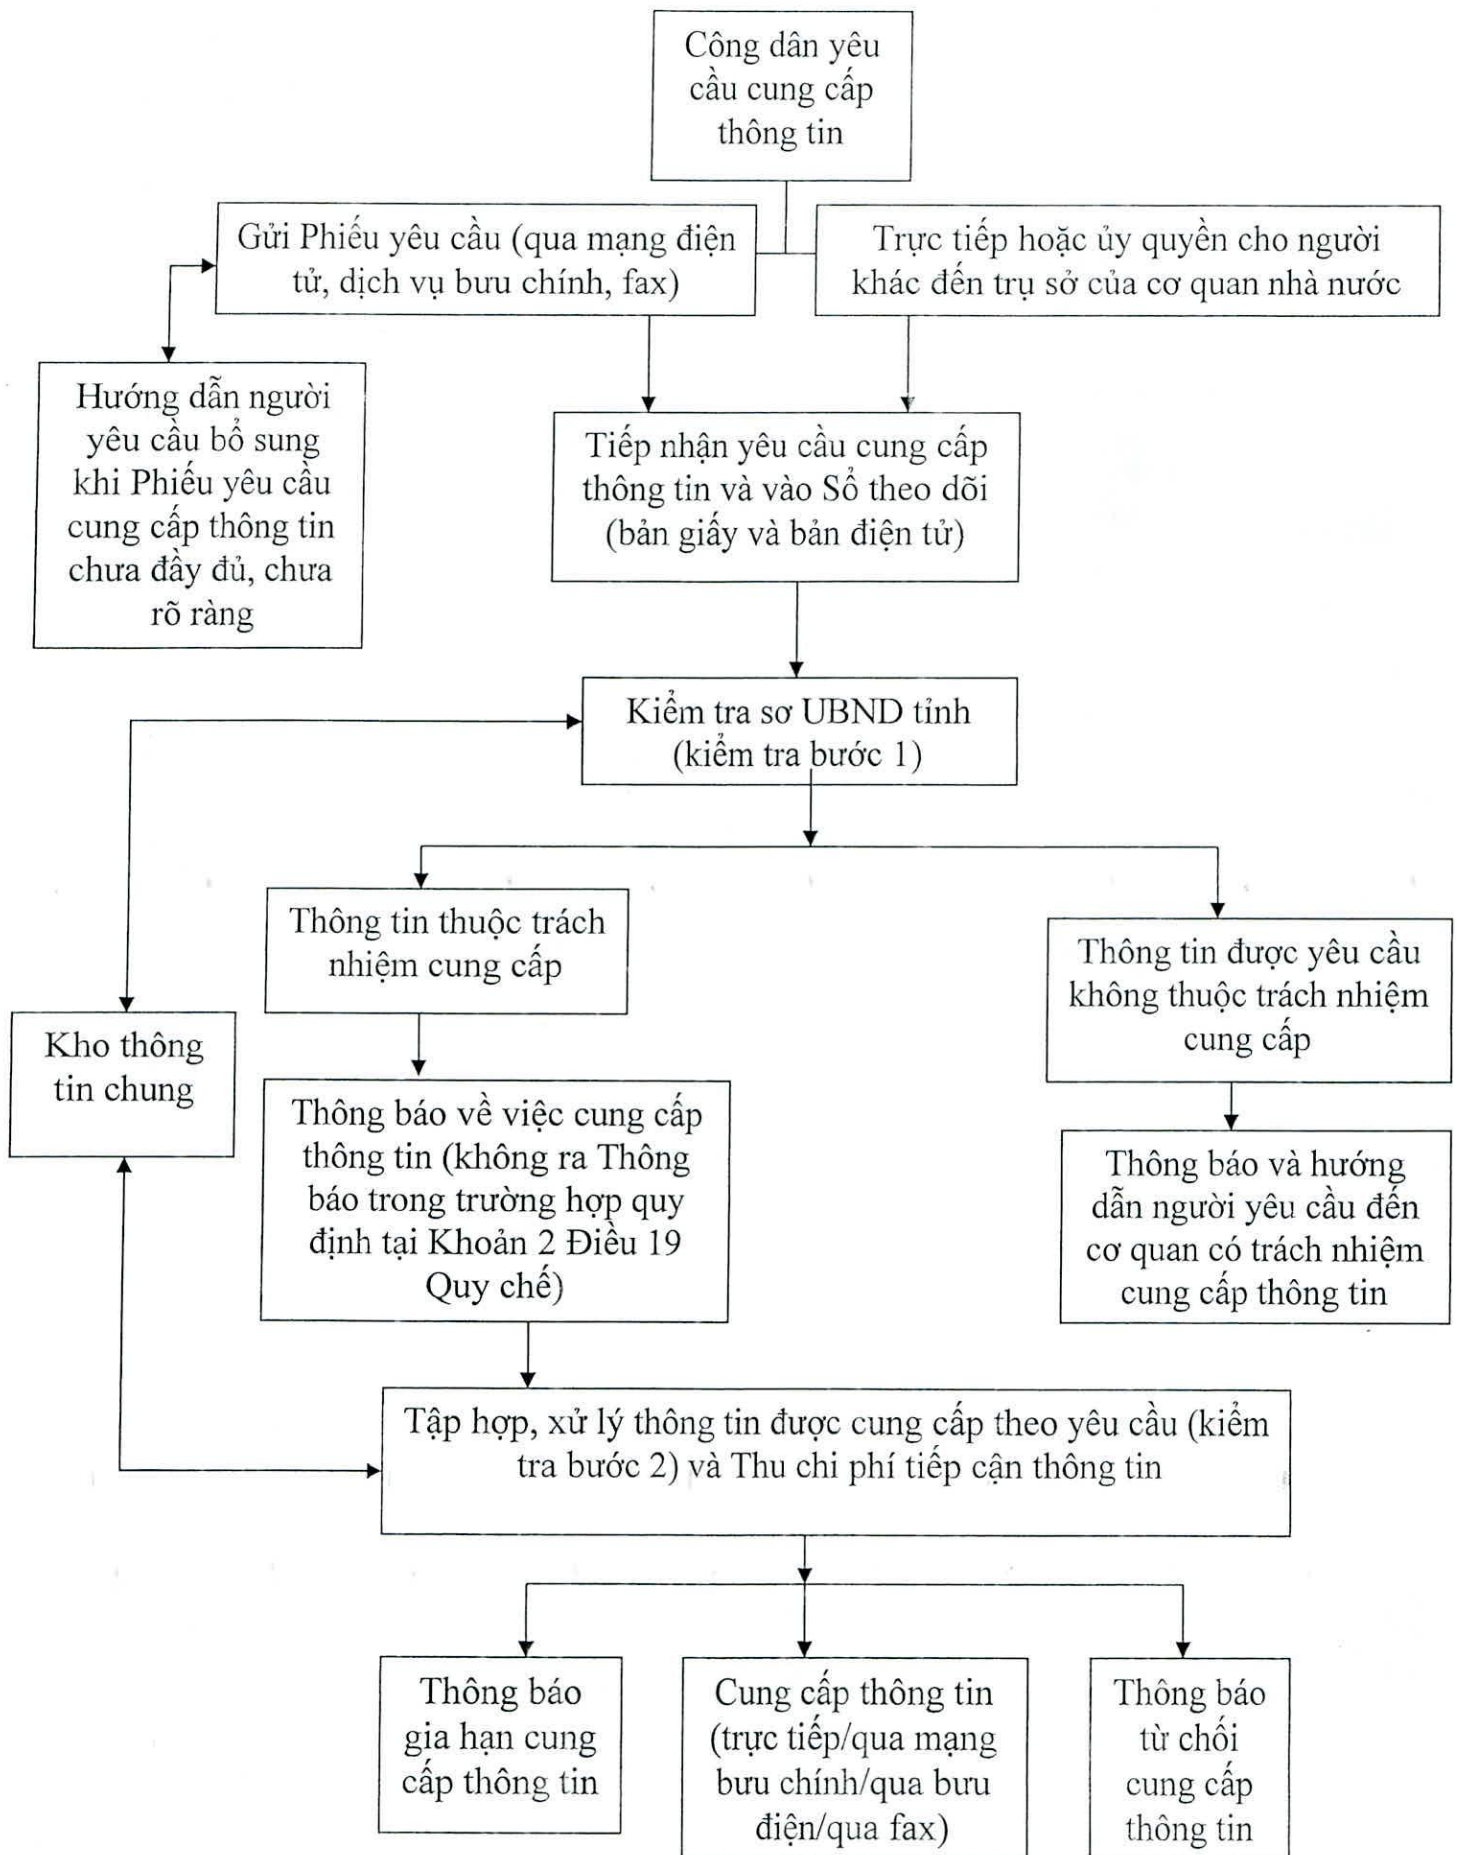 Công dân yêu
cầu cung cấp
thông tin
Gửi Phiếu yêu cầu (qua mạng điện
tử, dịch vụ bưu chính, fax)
Trực tiếp hoặc ủy quyền cho người
khác đến trụ sở của cơ quan nhà nước
Hướng dẫn người
yêu cầu bổ sung
khi Phiếu yêu cầu
cung cấp thông tin
chưa đầy đủ, chưa
rõ ràng
Tiếp nhận yêu cầu cung cấp
thông tin và vào Sổ theo dõi
(bản giấy và bản điện tử)
Kiểm tra sơ UBND tỉnh
(kiểm tra bước 1)
Thông tin thuộc trách
nhiệm cung cấp
Thông tin được yêu cầu
không thuộc trách nhiệm
cung cấp
Kho thông
tin chung
Thông báo về việc cung cấp
thông tin (không ra Thông
báo trong trường hợp quy
định tại Khoản 2 Điều 19
Quy chế)
Thông báo và hướng
dẫn người yêu cầu đến
cơ quan có trách nhiệm
cung cấp thông tin
Tập hợp, xử lý thông tin được cung cấp theo yêu cầu (kiểm
tra bước 2) và Thu chi phí tiếp cận thông tin
Thông báo
gia hạn cung
cấp thông tin
Cung cấp thông tin
(trực tiếp/qua mạng
bưu chính/qua bưu
điện/qua fax)
Thông báo
từ chối
cung cấp
thông tin